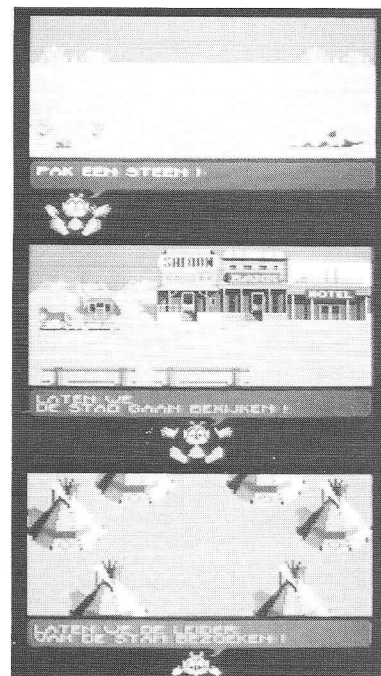 PAK EEN STEEN !
SALOON
HOTEL
LATEN WE
DE STAD GAAN BEKIJKEN !
LATEN WE DE LEIDER
VAN DE STAM BEZOEKEN !